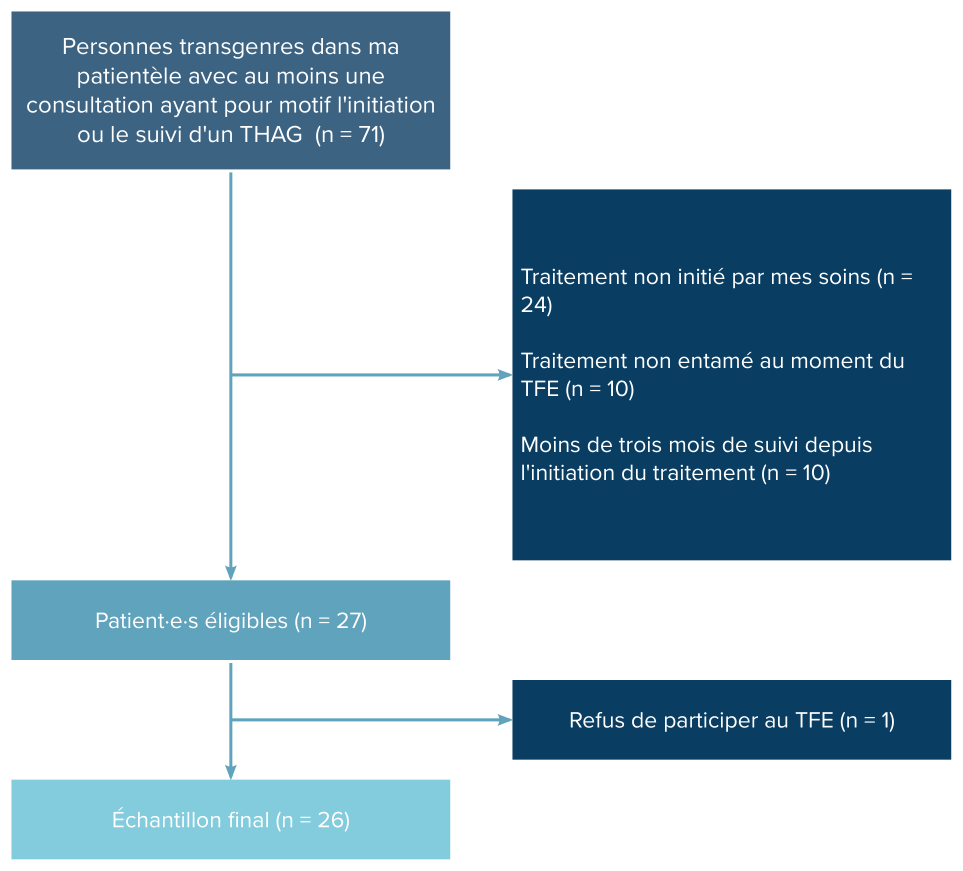 Personnes transgenres dans ma
patientèle avec au moins une
consultation ayant pour motif l'initiation
ou le suivi d'un THAG  (n = 71)
Traitement non initié par mes soins (n =
24)
Traitement non entamé au moment du
TFE (n = 10)
Moins de trois mois de suivi depuis
l'initiation du traitement (n = 10)
Patient·e·s éligibles (n = 27)
Refus de participer au TFE (n = 1)
Échantillon final (n = 26)